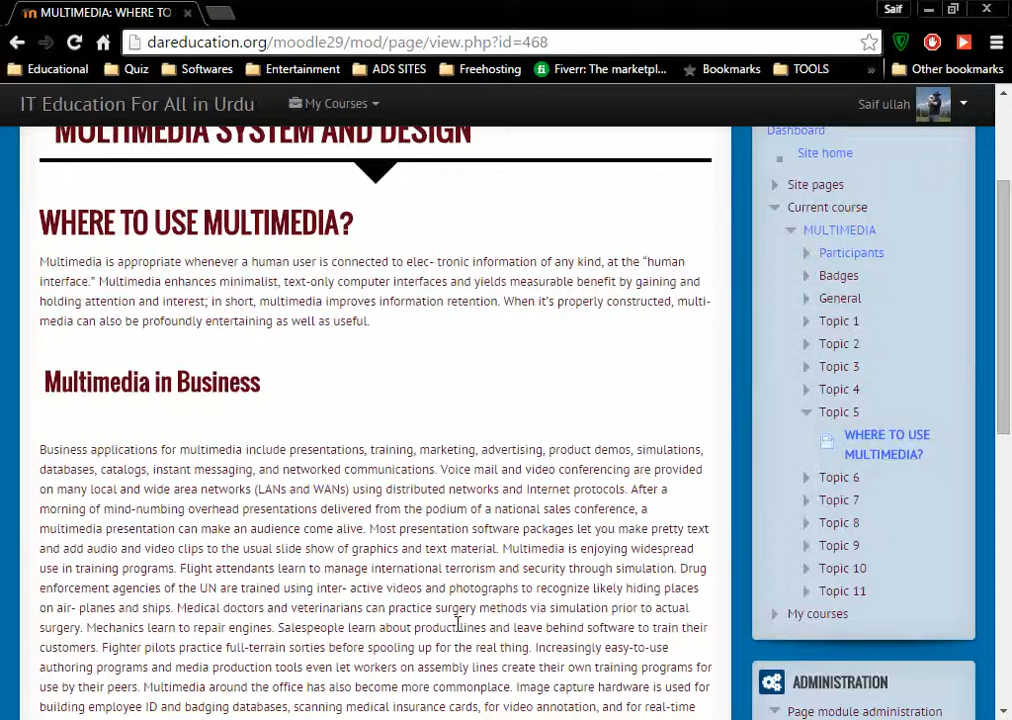 MULTIMEDIA: WHERE TO
Saif
dareducation.org/moodle29/mod/page/view.php?id=468
Educational
Quiz
Softwares
Entertainment
ADS SITES
Freehosting
Fiverr: The marketpl...
Bookmarks
TOOLS
»
Other bookmarks
IT Education For All in Urdu
My Courses
Saif ullah
MULTIMEDIA SYSTEM AND DESIGN
WHERE TO USE MULTIMEDIA?
Multimedia is appropriate whenever a human user is connected to elec- tronic information of any kind, at the “human
interface.” Multimedia enhances minimalist, text-only computer interfaces and yields measurable benefit by gaining and
holding attention and interest; in short, multimedia improves information retention. When it’s properly constructed, multi-
media can also be profoundly entertaining as well as useful.
Multimedia in Business
Business applications for multimedia include presentations, training, marketing, advertising, product demos, simulations,
databases, catalogs, instant messaging, and networked communications. Voice mail and video conferencing are provided
on many local and wide area networks (LANs and WANs) using distributed networks and Internet protocols. After a
morning of mind-numbing overhead presentations delivered from the podium of a national sales conference, a
multimedia presentation can make an audience come alive. Most presentation software packages let you make pretty text
and add audio and video clips to the usual slide show of graphics and text material. Multimedia is enjoying widespread
use in training programs. Flight attendants learn to manage international terrorism and security through simulation. Drug
enforcement agencies of the UN are trained using inter- active videos and photographs to recognize likely hiding places
on air- planes and ships. Medical doctors and veterinarians can practice surgery methods via simulation prior to actual
surgery. Mechanics learn to repair engines. Salespeople learn about product lines and leave behind software to train their
customers. Fighter pilots practice full-terrain sorties before spooling up for the real thing. Increasingly easy-to-use
authoring programs and media production tools even let workers on assembly lines create their own training programs for
use by their peers. Multimedia around the office has also become more commonplace. Image capture hardware is used for
building employee ID and badging databases, scanning medical insurance cards, for video annotation, and for real-time
Dashboard
Site home
Site pages
Current course
MULTIMEDIA
Participants
Badges
General
Topic 1
Topic 2
Topic 3
Topic 4
Topic 5
WHERE TO USE
MULTIMEDIA?
Topic 6
Topic 7
Topic 8
Topic 9
Topic 10
Topic 11
My courses
ADMINISTRATION
Page module administration